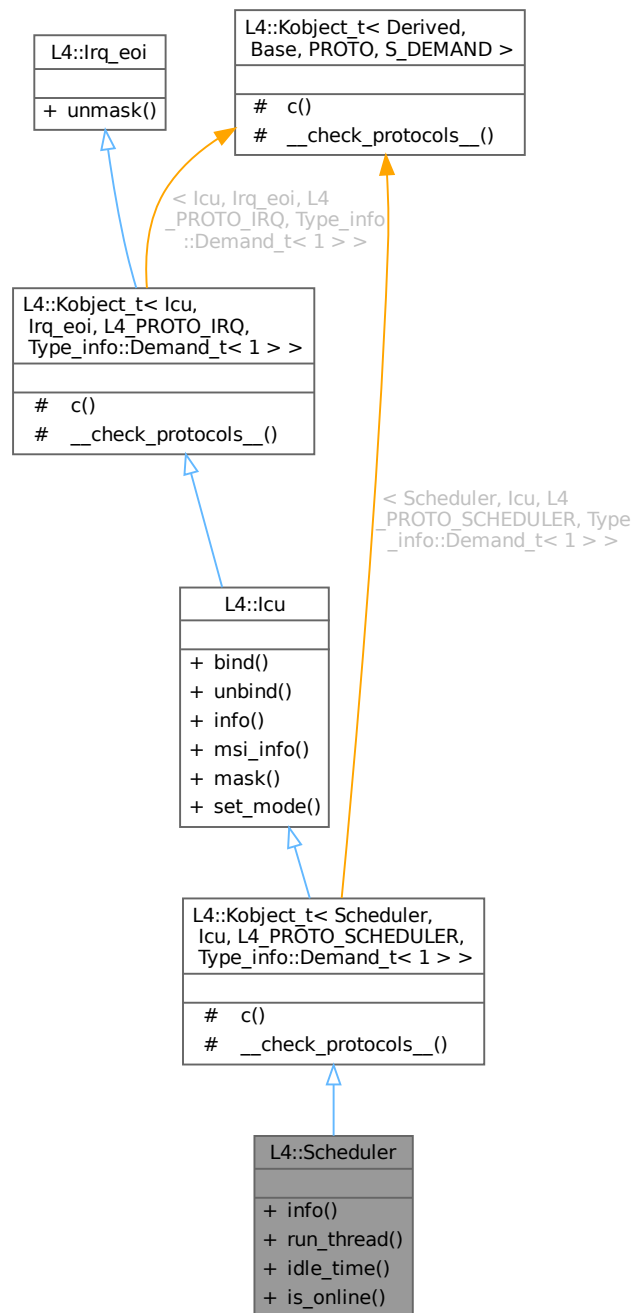 L4::Irq_eoi
+ unmask()
L4::Kobject_t< Derived,
Base, PROTO, S_DEMAND >
# c()
# __check_protocols__()
< Icu, Irq_eoi, L4
_PROTO_IRQ, Type_info
::Demand_t< 1 > >
L4::Kobject_t< Icu,
Irq_eoi, L4_PROTO_IRQ,
Type_info::Demand_t< 1 > >
# c()
# __check_protocols__()
< Scheduler, Icu, L4
_PROTO_SCHEDULER, Type
_info::Demand_t< 1 > >
L4::Icu
+ bind()
+ unbind()
+ info()
+ msi_info()
+ mask()
+ set_mode()
L4::Kobject_t< Scheduler,
Icu, L4_PROTO_SCHEDULER,
Type_info::Demand_t< 1 > >
# c()
# __check_protocols__()
L4::Scheduler
+ info()
+ run_thread()
+ idle_time()
+ is_online()